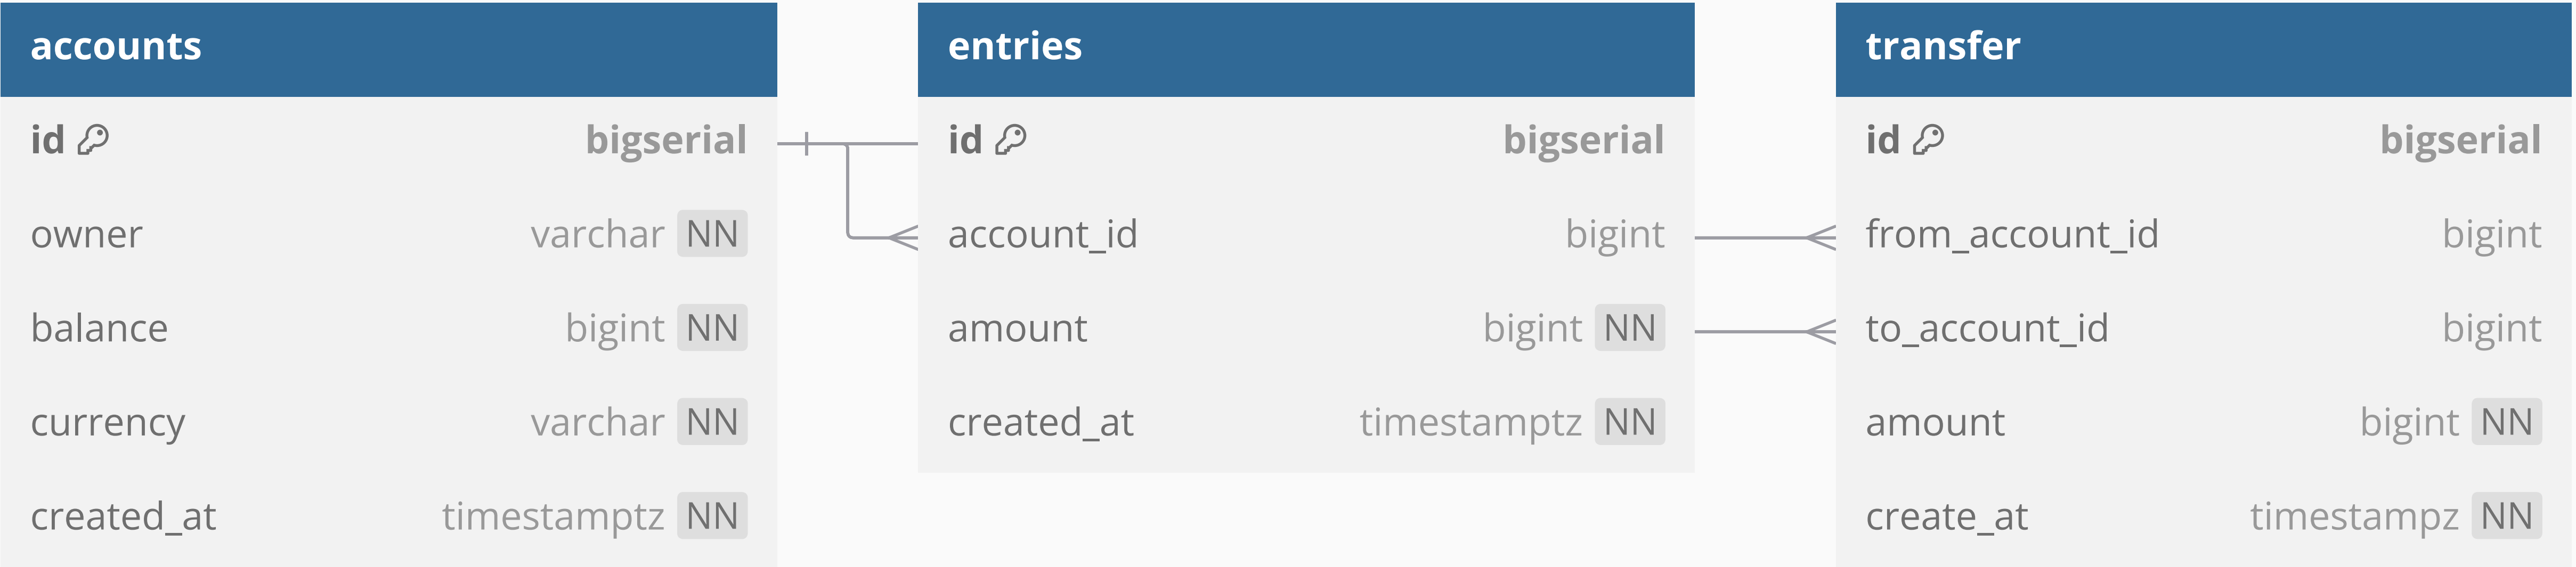 accounts
id bigserial
owner varchar NN
balance bigint NN
currency varchar NN
created_at timestamptz NN
entries
id bigserial
account_id bigint
amount bigint NN
created_at timestamptz NN
transfer
id bigserial
from_account_id bigint
to_account_id bigint
amount bigint NN
create_at timestampz NN